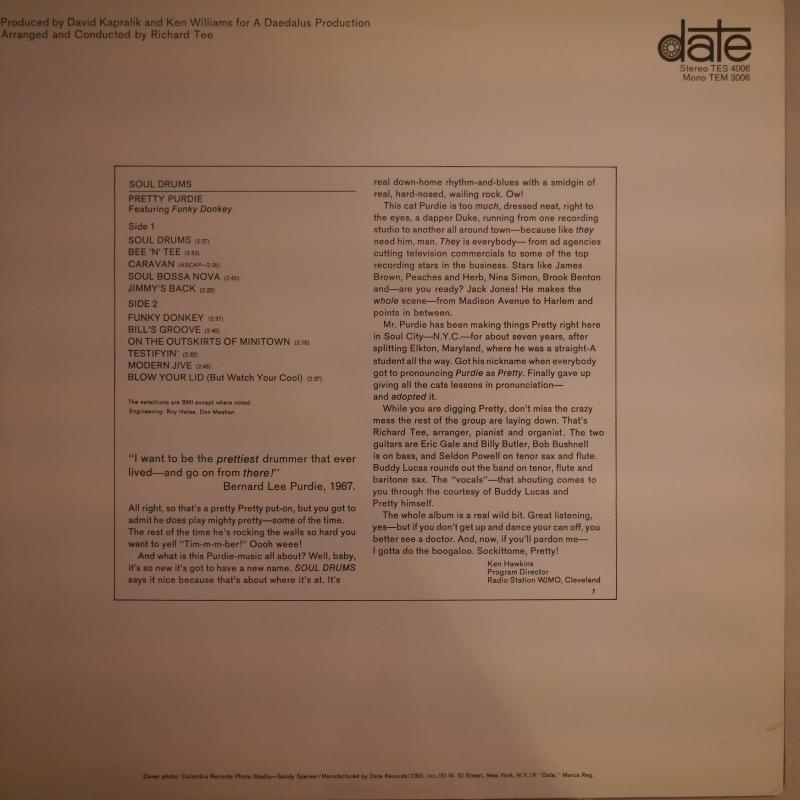 Produced by David Kapralik and Ken Williams for A Daedalus Production
Arranged and Conducted by Richard Tee
date
Stereo TES 4006
Mono TEM 3006
SOUL DRUMS
PRETTY PURDIE
Featuring Funky Donkey
Side 1
SOUL DRUMS (3:27)
BEE 'N' TEE (2:53)
CARAVAN (ASCAP—2:25)
SOUL BOSSA NOVA (2:42)
JIMMY'S BACK (2:32)
SIDE 2
FUNKY DONKEY (2:57)
BILL'S GROOVE (2:40)
ON THE OUTSKIRTS OF MINITOWN (3:16)
TESTIFYIN' (2:32)
MODERN JIVE (2:45)
BLOW YOUR LID (But Watch Your Cool) (2:37)
The selections are BMI except where noted.
Engineering: Roy Halee, Don Meehan
"I want to be the prettiest drummer that ever
lived—and go on from there!"
Bernard Lee Purdie, 1967.
All right, so that's a pretty Pretty put-on, but you got to
admit he does play mighty pretty—some of the time.
The rest of the time he's rocking the walls so hard you
want to yell "Tim-m-m-ber!" Oooh weee!
And what is this Purdie-music all about? Well, baby,
it's so new it's got to have a new name. SOUL DRUMS
says it nice because that's about where it's at. It's
real down-home rhythm-and-blues with a smidgin of
real, hard-nosed, wailing rock. Ow!
This cat Purdie is too much, dressed neat, right to
the eyes, a dapper Duke, running from one recording
studio to another all around town—because like they
need him, man. They is everybody—from ad agencies
cutting television commercials to some of the top
recording stars in the business. Stars like James
Brown, Peaches and Herb, Nina Simon, Brook Benton
and—are you ready? Jack Jones! He makes the
whole scene—from Madison Avenue to Harlem and
points in between.
Mr. Purdie has been making things Pretty right here
in Soul City—N.Y.C.—for about seven years, after
splitting Elkton, Maryland, where he was a straight-A
student all the way. Got his nickname when everybody
got to pronouncing Purdie as Pretty. Finally gave up
giving all the cats lessons in pronunciation—
and adopted it.
While you are digging Pretty, don't miss the crazy
mess the rest of the group are laying down. That's
Richard Tee, arranger, pianist and organist. The two
guitars are Eric Gale and Billy Butler, Bob Bushnell
is on bass, and Seldon Powell on tenor sax and flute.
Buddy Lucas rounds out the band on tenor, flute and
baritone sax. The "vocals"—that shouting comes to
you through the courtesy of Buddy Lucas and
Pretty himself.
The whole album is a real wild bit. Great listening,
yes—but if you don't get up and dance your can off, you
better see a doctor. And, now, if you'll pardon me—
I gotta do the boogaloo. Sockittome, Pretty!
Ken Hawkins
Program Director
Radio Station WJMO, Cleveland
7
Cover photo: Columbia Records Photo Studio—Sandy Speiser/Manufactured by Date Records/CBS, Inc./51 W. 52 Street, New York, N.Y./® "Date," Marca Reg.